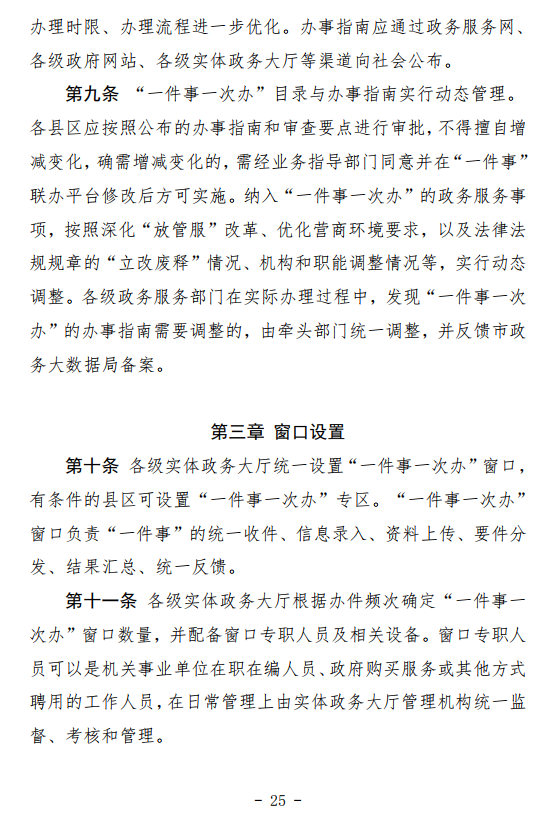 办理时限、办理流程进一步优化。办事指南应通过政务服务网、
各级政府网站、各级实体政务大厅等渠道向社会公布。
第九条 “一件事一次办”目录与办事指南实行动态管理。
各县区应按照公布的办事指南和审查要点进行审批，不得擅自增
减变化，确需增减变化的，需经业务指导部门同意并在“一件事”
联办平台修改后方可实施。纳入“一件事一次办”的政务服务事
项，按照深化“放管服”改革、优化营商环境要求，以及法律法
规规章的“立改废释”情况、机构和职能调整情况等，实行动态
调整。各级政务服务部门在实际办理过程中，发现“一件事一次
办”的办事指南需要调整的，由牵头部门统一调整，并反馈市政
务大数据局备案。
第三章 窗口设置
第十条 各级实体政务大厅统一设置“一件事一次办”窗口，
有条件的县区可设置“一件事一次办”专区。“一件事一次办”
窗口负责“一件事”的统一收件、信息录入、资料上传、要件分
发、结果汇总、统一反馈。
第十一条 各级实体政务大厅根据办件频次确定“一件事一
次办”窗口数量，并配备窗口专职人员及相关设备。窗口专职人
员可以是机关事业单位在职在编人员、政府购买服务或其他方式
聘用的工作人员，在日常管理上由实体政务大厅管理机构统一监
督、考核和管理。
- 25 -